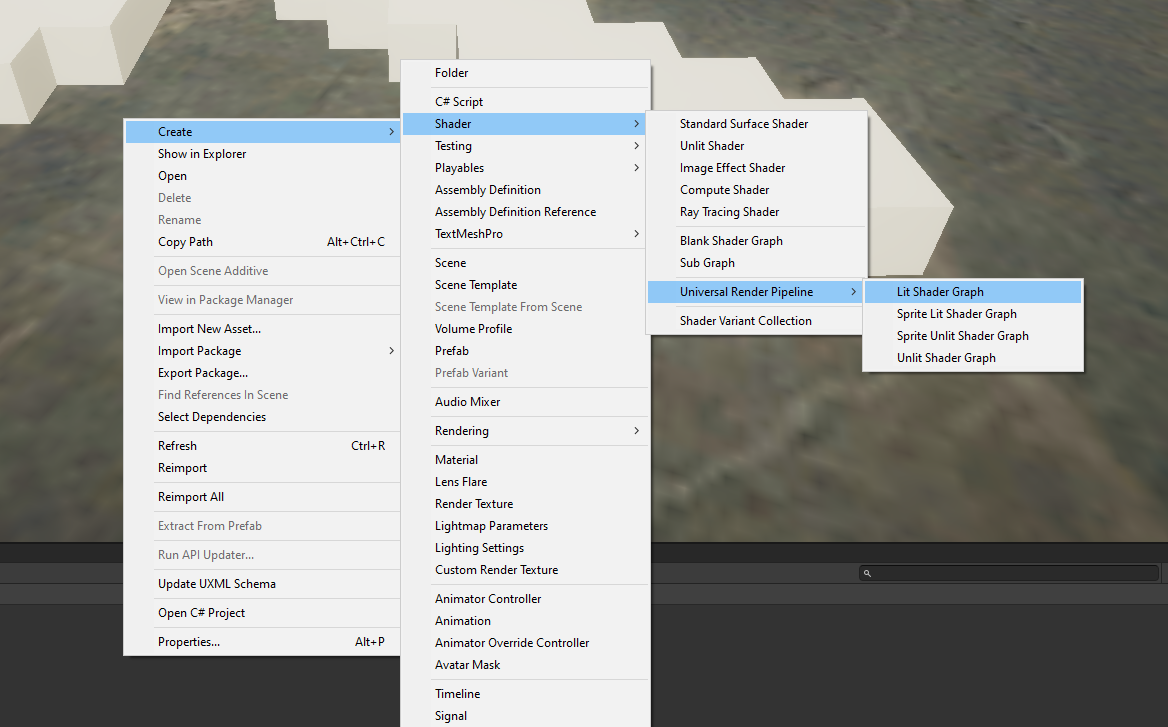 Create
Show in Explorer
Open
Delete
Rename
Copy Path Alt+Ctrl+C
Open Scene Additive
View in Package Manager
Import New Asset...
Import Package
Export Package...
Find References In Scene
Select Dependencies
Refresh Ctrl+R
Reimport
Reimport All
Extract From Prefab
Run API Updater...
Update UXML Schema
Open C# Project
Properties... Alt+P
Folder
C# Script
Shader
Testing
Playables
Assembly Definition
Assembly Definition Reference
TextMeshPro
Scene
Scene Template
Scene Template From Scene
Volume Profile
Prefab
Prefab Variant
Audio Mixer
Rendering
Material
Lens Flare
Render Texture
Lightmap Parameters
Lighting Settings
Custom Render Texture
Animator Controller
Animation
Animator Override Controller
Avatar Mask
Timeline
Signal
Standard Surface Shader
Unlit Shader
Image Effect Shader
Compute Shader
Ray Tracing Shader
Blank Shader Graph
Sub Graph
Universal Render Pipeline
Shader Variant Collection
Lit Shader Graph
Sprite Lit Shader Graph
Sprite Unlit Shader Graph
Unlit Shader Graph